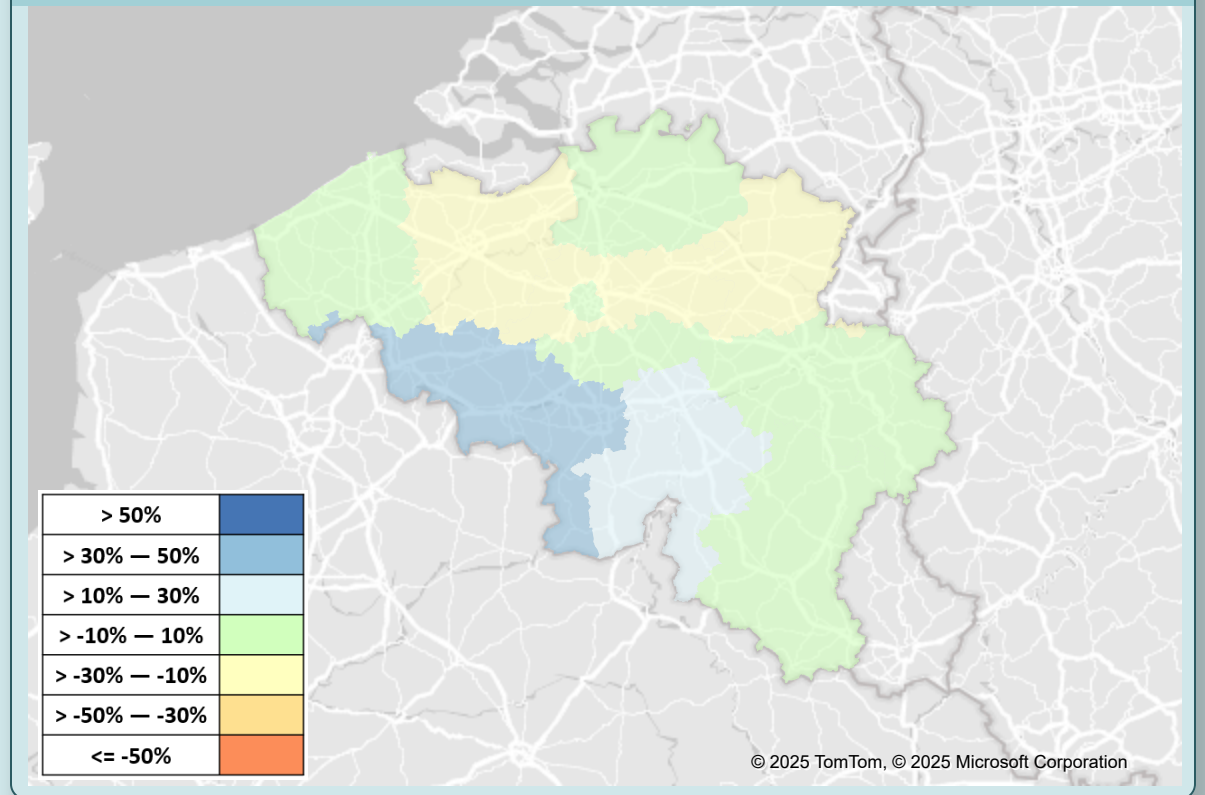 > 50%
> 30% — 50%
> 10% — 30%
> -10% — 10%
> -30% — -10%
> -50% — -30%
<= -50%
© 2025 TomTom, © 2025 Microsoft Corporation